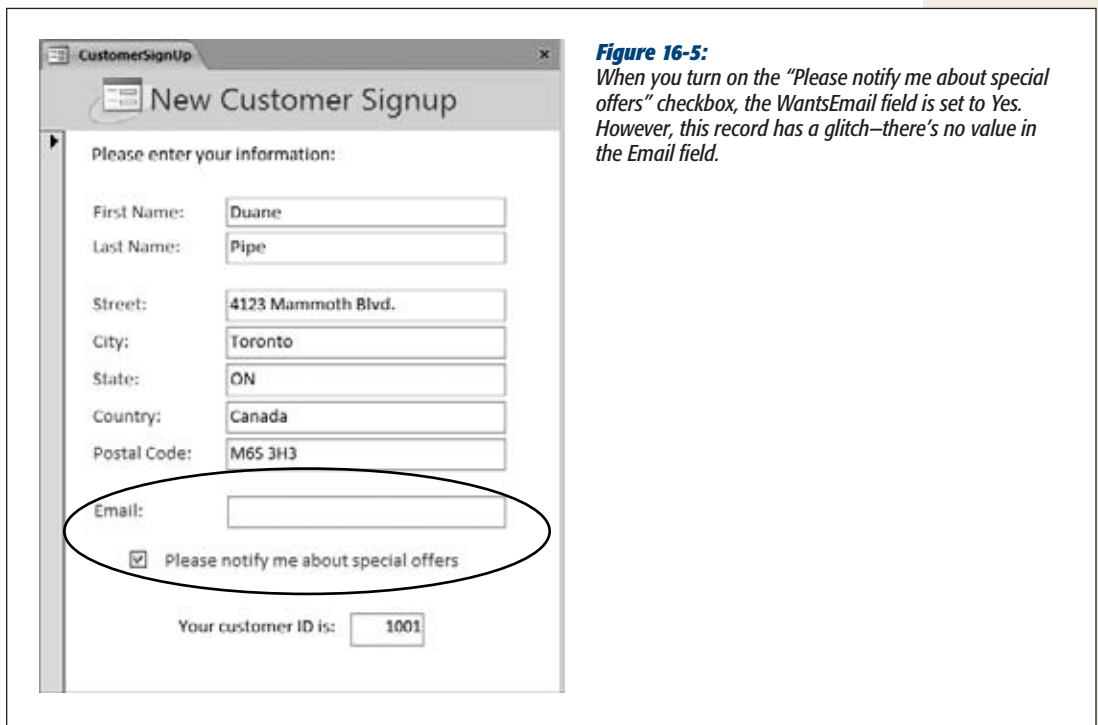 CustomerSignUp
New Customer Signup
Please enter your information:
First Name: Duane
Last Name: Pipe
Street: 4123 Mammoth Blvd.
City: Toronto
State: ON
Country: Canada
Postal Code: M6S 3H3
Email:
Please notify me about special offers
Your customer ID is: 1001
Figure 16-5:
When you turn on the “Please notify me about special
offers” checkbox, the WantsEmail field is set to Yes.
However, this record has a glitch—there’s no value in
the Email field.